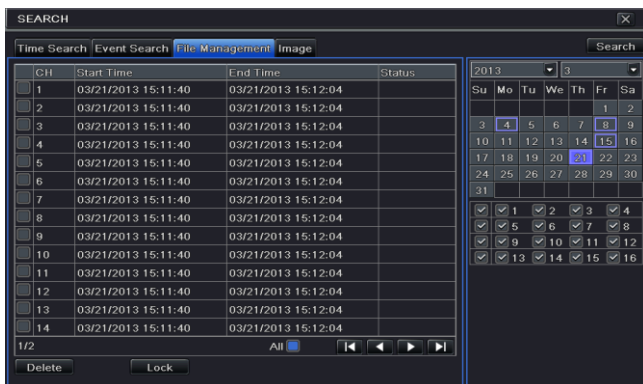 SEARCH
Time Search Event Search File Management Image
Search
CH Start Time End Time Status
1 03/21/2013 15:11:40 03/21/2013 15:12:04
2 03/21/2013 15:11:40 03/21/2013 15:12:04
3 03/21/2013 15:11:40 03/21/2013 15:12:04
4 03/21/2013 15:11:40 03/21/2013 15:12:04
5 03/21/2013 15:11:40 03/21/2013 15:12:04
6 03/21/2013 15:11:40 03/21/2013 15:12:04
7 03/21/2013 15:11:40 03/21/2013 15:12:04
8 03/21/2013 15:11:40 03/21/2013 15:12:04
9 03/21/2013 15:11:40 03/21/2013 15:12:04
10 03/21/2013 15:11:40 03/21/2013 15:12:04
11 03/21/2013 15:11:40 03/21/2013 15:12:04
12 03/21/2013 15:11:40 03/21/2013 15:12:04
13 03/21/2013 15:11:40 03/21/2013 15:12:04
14 03/21/2013 15:11:40 03/21/2013 15:12:04
1/2 All
Delete Lock
2013 3
Su Mo Tu We Th Fr Sa
1 2
3 4 5 6 7 8 9
10 11 12 13 14 15 16
17 18 19 20 21 22 23
24 25 26 27 28 29 30
31
1 2 3 4
5 6 7 8
9 10 11 12
13 14 15 16